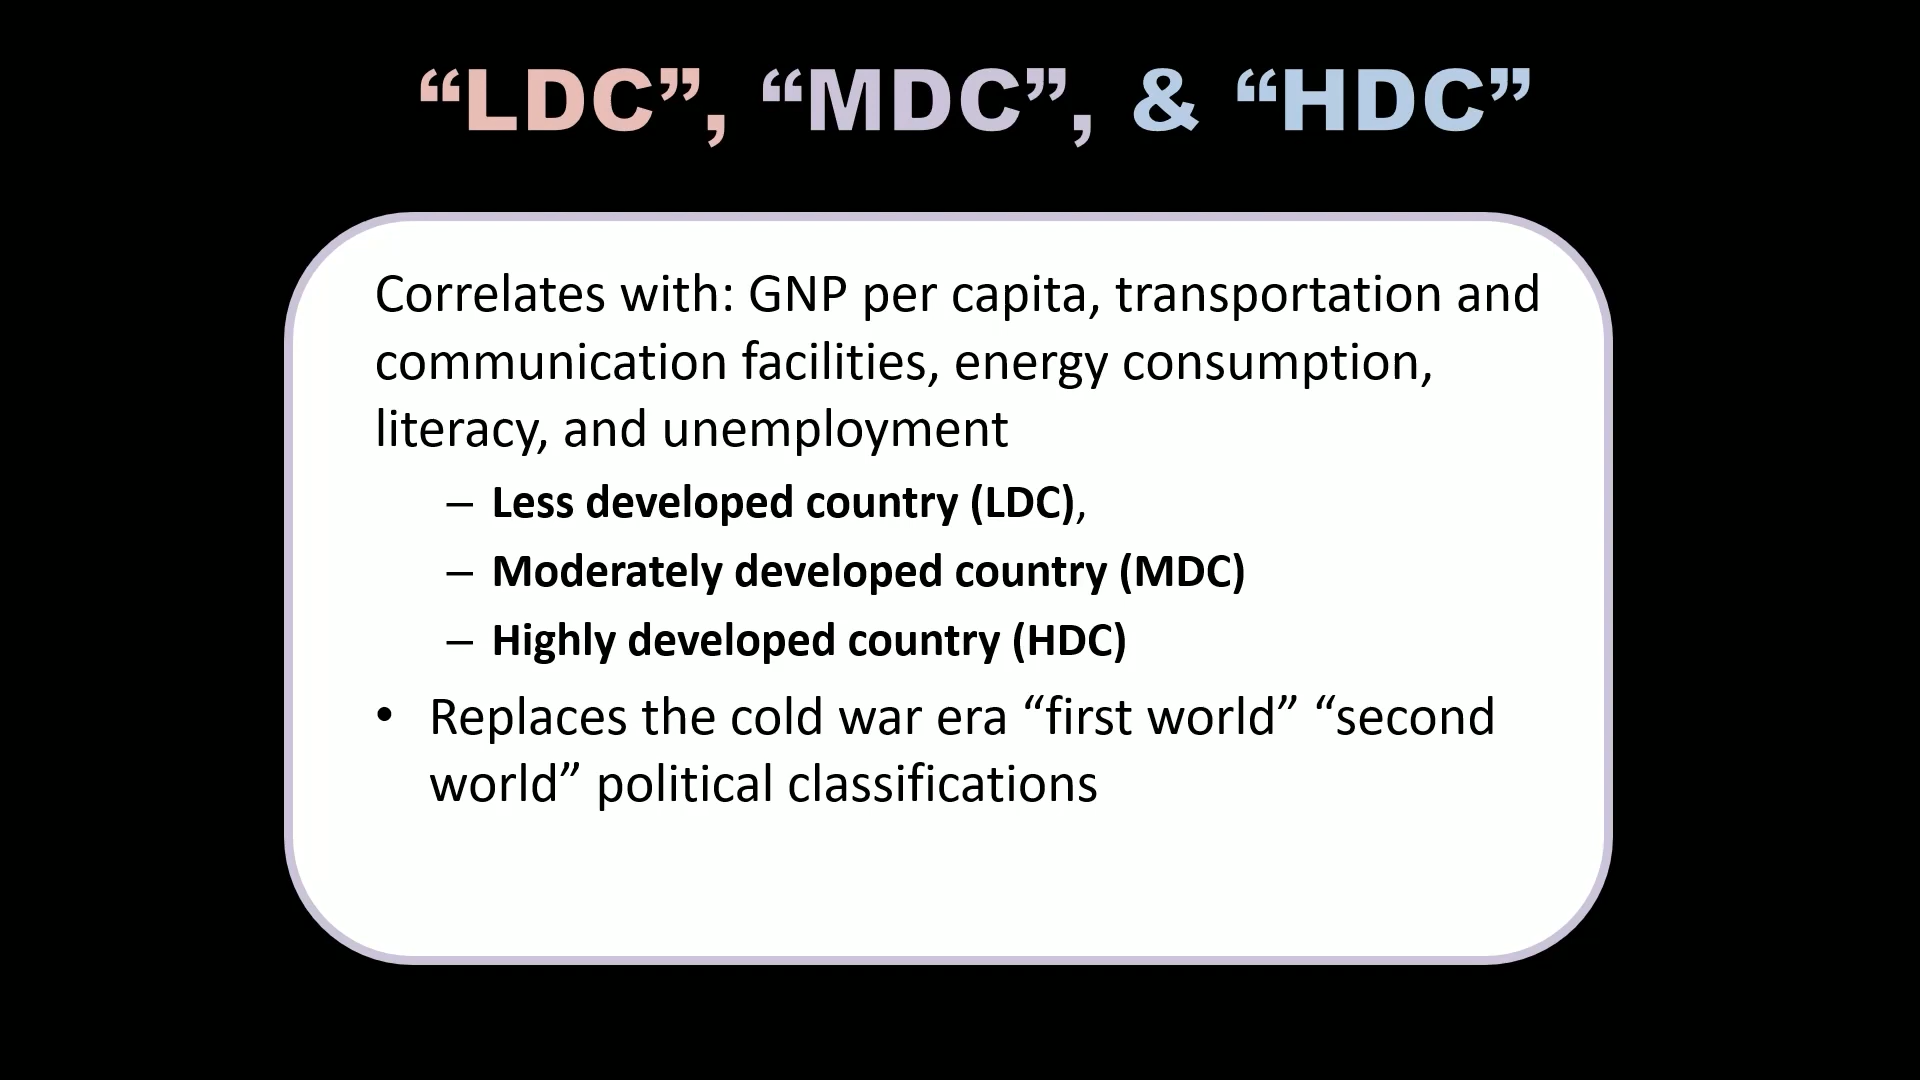 “LDC”, “MDC”, & “HDC”
Correlates with: GNP per capita, transportation and
communication facilities, energy consumption,
literacy, and unemployment
– Less developed country (LDC),
– Moderately developed country (MDC)
– Highly developed country (HDC)
• Replaces the cold war era “first world” “second
world” political classifications